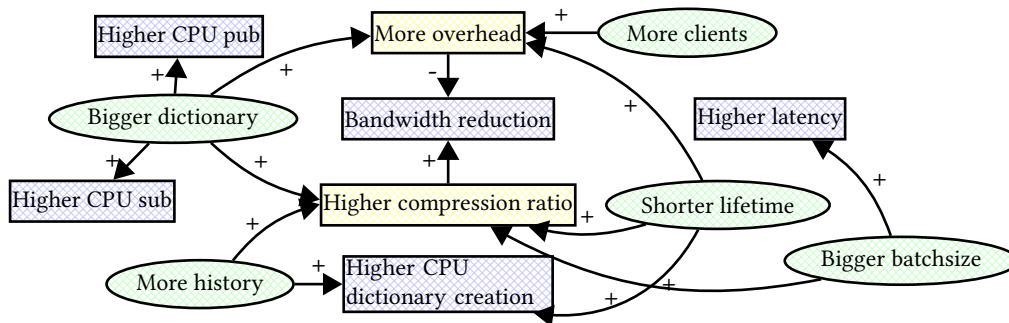 Higher CPU pub
More overhead
+
More clients
+
+
-
+
Bigger dictionary
Bandwidth reduction
Higher latency
+
+
+
Higher CPU sub
+
Higher compression ratio
Shorter lifetime
+
+
Bigger batchsize
More history
+
Higher CPU
dictionary creation
+
+